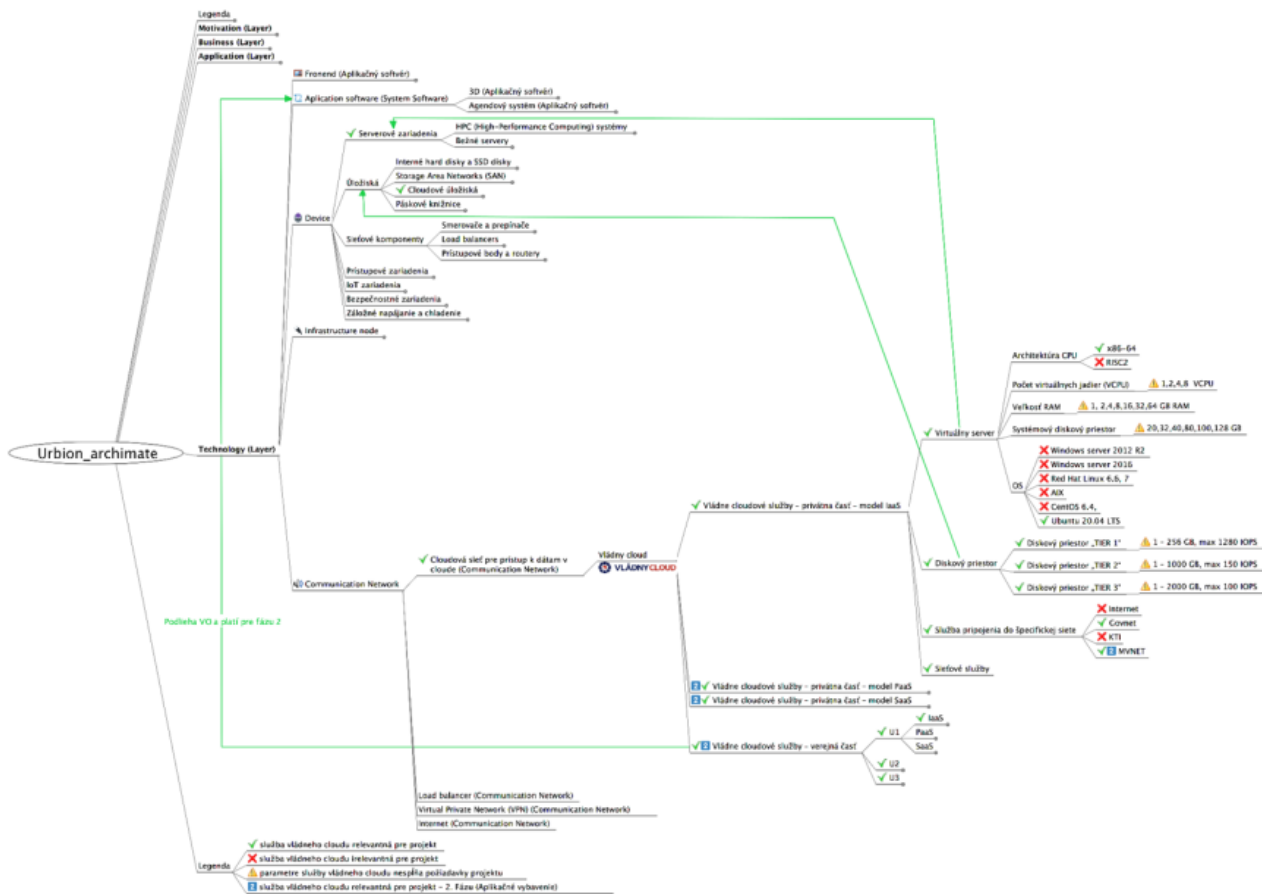 Legenda
Motivation (Layer)
Business (Layer)
Application (Layer)
Fronend (Aplikačný softvér)
Aplication software (System Software)
3D (Aplikačný softvér)
Agendový systém (Aplikačný softvér)
Serverové zariadenia
HPC (High-Performance Computing) systémy
Bežné servery
Úložiská
Interné hard disky a SSD disky
Storage Area Networks (SAN)
Cloudové úložiská
Páskové knižnice
Device
Sieťové komponenty
Smerovače a prepínače
Load balancers
Prístupové body a routery
Prístupové zariadenia
IoT zariadenia
Bezpečnostné zariadenia
Záložné napájanie a chladenie
Infrastructure node
Urbion_archimate
Technology (Layer)
Communication Network
Cloudová sieť pre prístup k dátam v
cloude (Communication Network)
Vládny cloud
VLÁDNYCLOUD
Vládne cloudové služby - privátna časť - model IaaS
Virtuálny server
Architektúra CPU
x86-64
RISC2
Počet virtuálnych jadier (VCPU)
1,2,4,8 VCPU
Veľkosť RAM
1, 2,4,8,16,32,64 GB RAM
Systémový diskový priestor
20,32,40,80,100,128 GB
OS
Windows server 2012 R2
Windows server 2016
Red Hat Linux 6.6, 7
AIX
CentOS 6.4,
Ubuntu 20.04 LTS
Diskový priestor
Diskový priestor „TIER 1"
1 - 256 GB, max 1280 IOPS
Diskový priestor „TIER 2"
1 - 1000 GB, max 150 IOPS
Diskový priestor „TIER 3"
1 - 2000 GB, max 100 IOPS
Služba pripojenia do špecifickej siete
Internet
Govnet
KTI
2 MVNET
Sieťové služby
2 Vládne cloudové služby - privátna časť - model PaaS
2 Vládne cloudové služby - privátna časť - model SaaS
2 Vládne cloudové služby - verejná časť
U1
IaaS
PaaS
SaaS
U2
U3
Podlieha VO a platí pre fázu 2
Load balancer (Communication Network)
Virtual Private Network (VPN) (Communication Network)
Internet (Communication Network)
Legenda
služba vládneho cloudu relevantná pre projekt
služba vládneho cloudu irelevantná pre projekt
parametre služby vládneho cloudu nespĺňa požiadavky projektu
2 služba vládneho cloudu relevantná pre projekt - 2. Fázu (Aplikačné vybavenie)